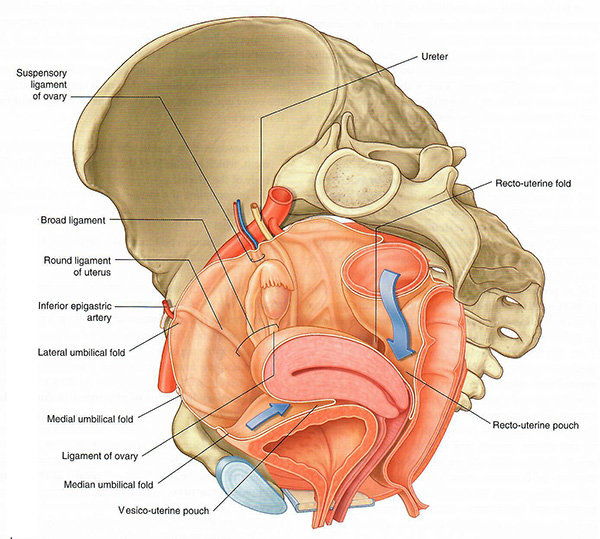 Suspensory
ligament
of ovary
Ureter
Recto-uterine fold
Broad ligament
Round ligament
of uterus
Inferior epigastric
artery
Lateral umbilical fold
Medial umbilical fold
Recto-uterine pouch
Ligament of ovary
Median umbilical fold
Vesico-uterine pouch